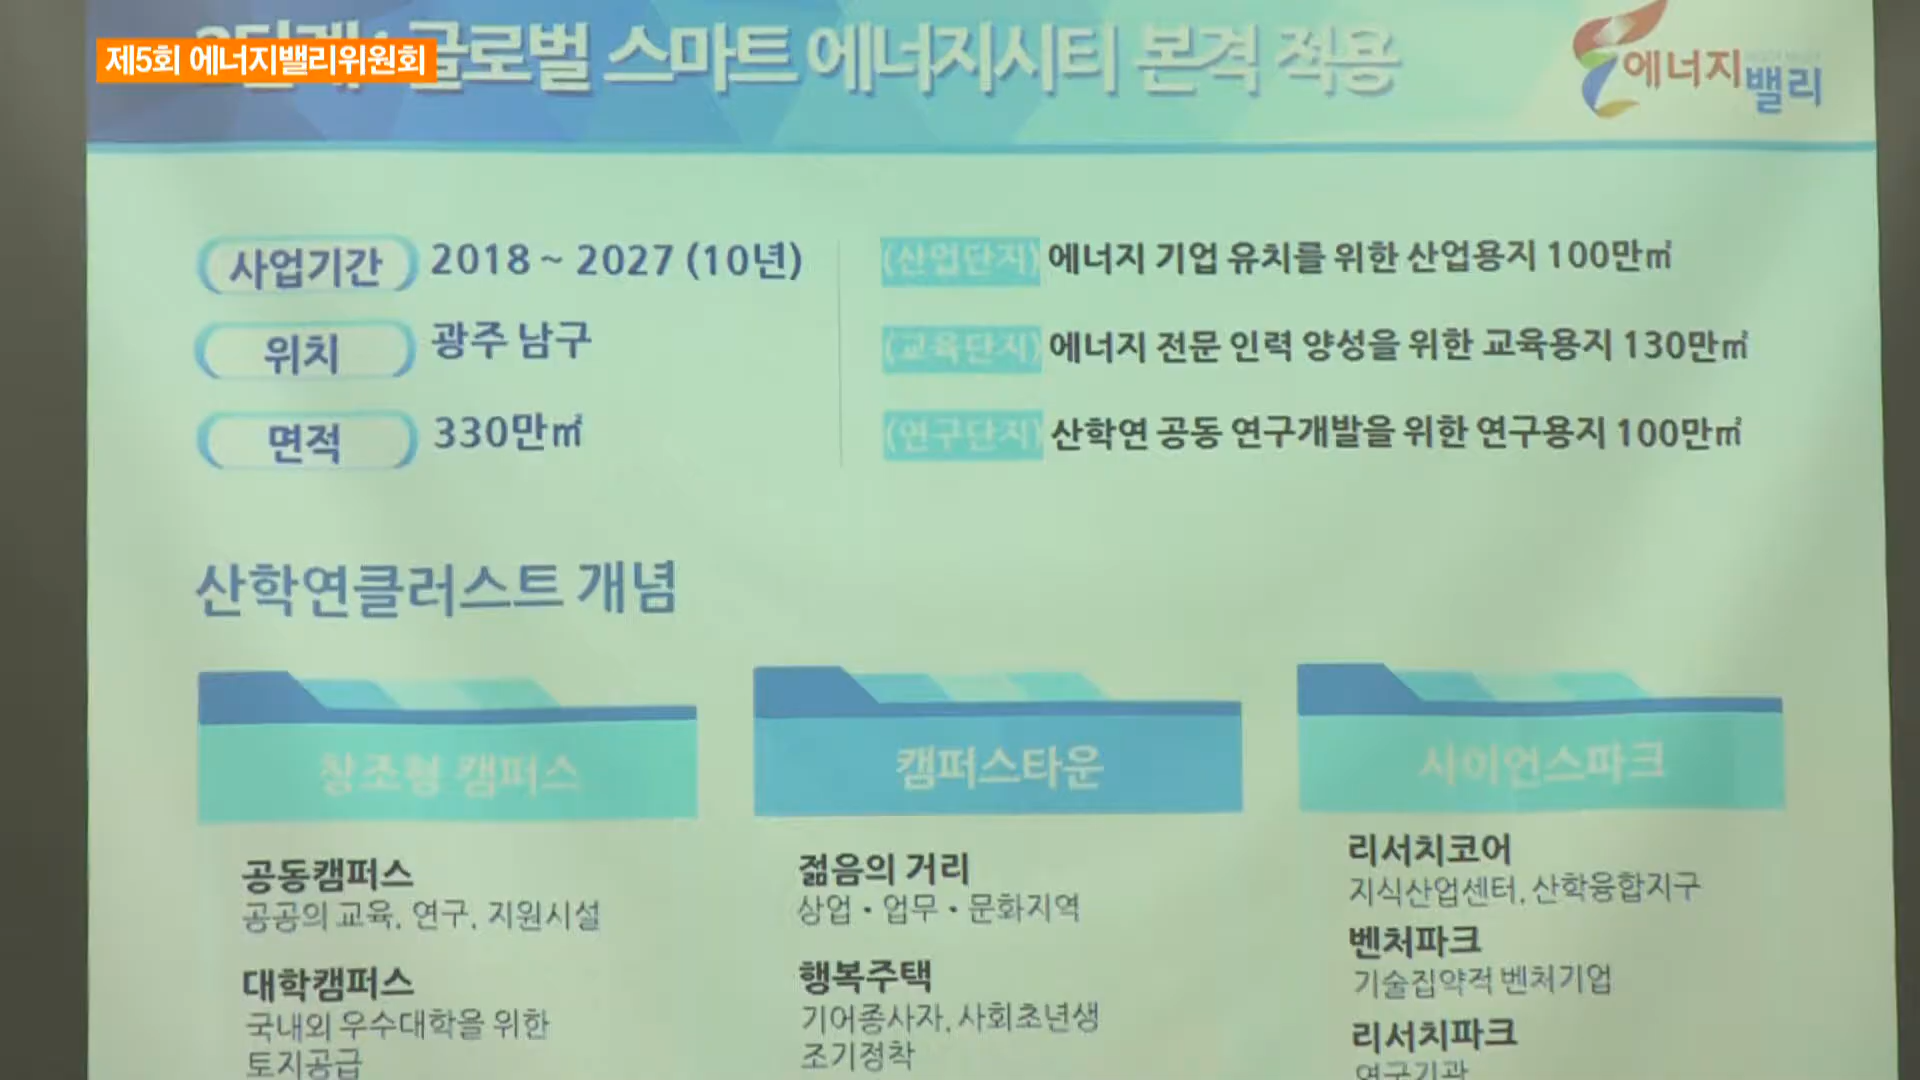 제5회 에너지밸리위원회
글로벌 스마트 에너지시티 본격 적용
에너지
밸리
사업기간 2018 ~ 2027 (10년)
위치 광주 남구
면적 330만㎡
(산업단지) 에너지 기업 유치를 위한 산업용지 100만㎡
(교육단지) 에너지 전문 인력 양성을 위한 교육용지 130만㎡
(연구단지) 산학연 공동 연구개발을 위한 연구용지 100만㎡
산학연클러스트 개념
창조형 캠퍼스
공동캠퍼스
공공의 교육, 연구, 지원시설
대학캠퍼스
국내외 우수대학을 위한
토지공급
캠퍼스타운
젊음의 거리
상업・업무・문화지역
행복주택
기어종사자, 사회초년생
조기정착
사이언스파크
리서치코어
지식산업센터, 산학융합지구
벤처파크
기술집약적 벤처기업
리서치파크
연구기관